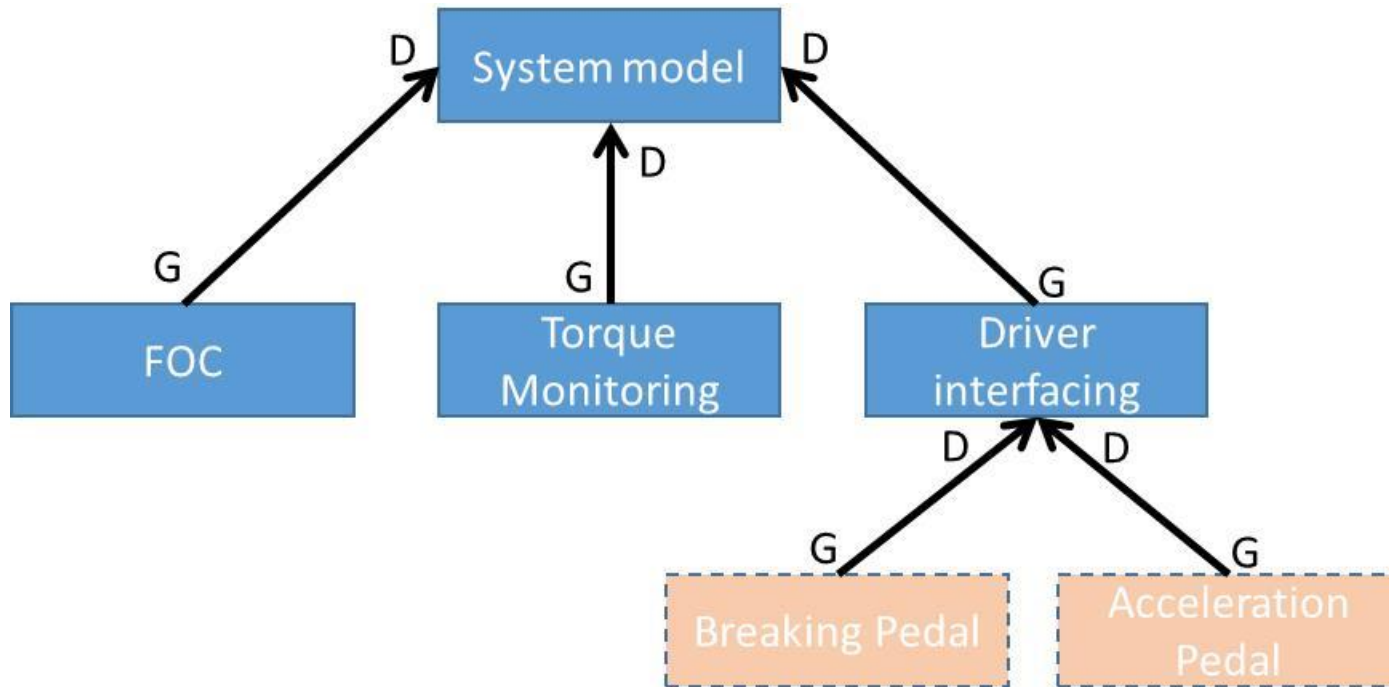 D
System model
D
D
G
G
G
FOC
Torque
Monitoring
Driver
interfacing
D
D
G
G
Breaking Pedal
Acceleration
Pedal